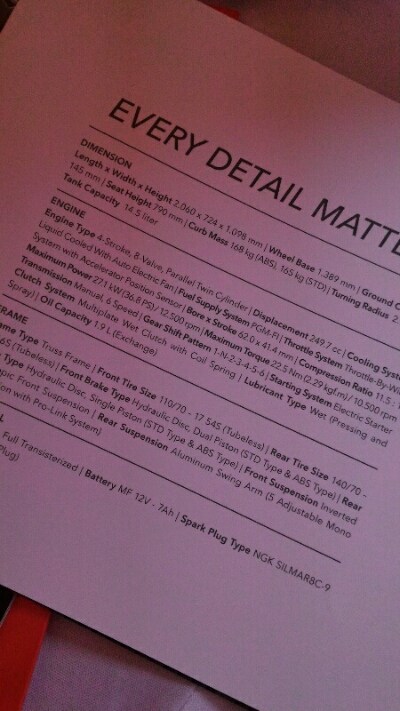 EVERY DETAIL MATTE
DIMENSION
Length x Width x Height 2.060 x 724 x 1.098 mm | Wheel Base 1.389 mm | Ground C
145 mm | Seat Height 790 mm | Curb Mass 168 kg (ABS), 165 kg (STD) | Turning Radius 2
Tank Capacity 14.5 liter
ENGINE
Engine Type 4-Stroke, 8 Valve, Parallel Twin Cylinder | Displacement 249.7 cc | Cooling Syste
Liquid Cooled With Auto Electric Fan | Fuel Supply System PGM-FI | Throttle System Throttle-By-Wi
System with Accelerator Position Sensor | Bore x Stroke 62.0 x 41.4 mm | Compression Ratio 11.5 :
Maximum Power 27.1 kW (36.8 PS) / 12.500 rpm | Maximum Torque 22.5 Nm (2.29 kgf.m) / 10.500 rpm
Transmission Manuel, 6 Speed | Gear Shift Pattern 1-N-2-3-4-5-6 | Starting System Electric Starter
Clutch System Multiplate Wet Clutch with Coil Spring | Lubricant Type Wet (Pressing and
Spray) | Oil Capacity 1.9 L (Exchange)
FRAME
ame Type Truss Frame | Front Tire Size 110/70 - 17 54S (Tubeless) | Rear Tire Size 140/70 -
6S (Tubeless) | Front Brake Type Hydraulic Disc, Dual Piston (STD Type & ABS Type) | Rear
Type Hydraulic Disc, Single Piston (STD Type & ABS Type) | Front Suspension Inverted
opic Front Suspension | Rear Suspension Aluminum Swing Arm (5 Adjustable Mono
ion with Pro-Link System)
L
Full Transisterized | Battery MF 12V - 7Ah | Spark Plug Type NGK SILMAR8C-9
Plug)